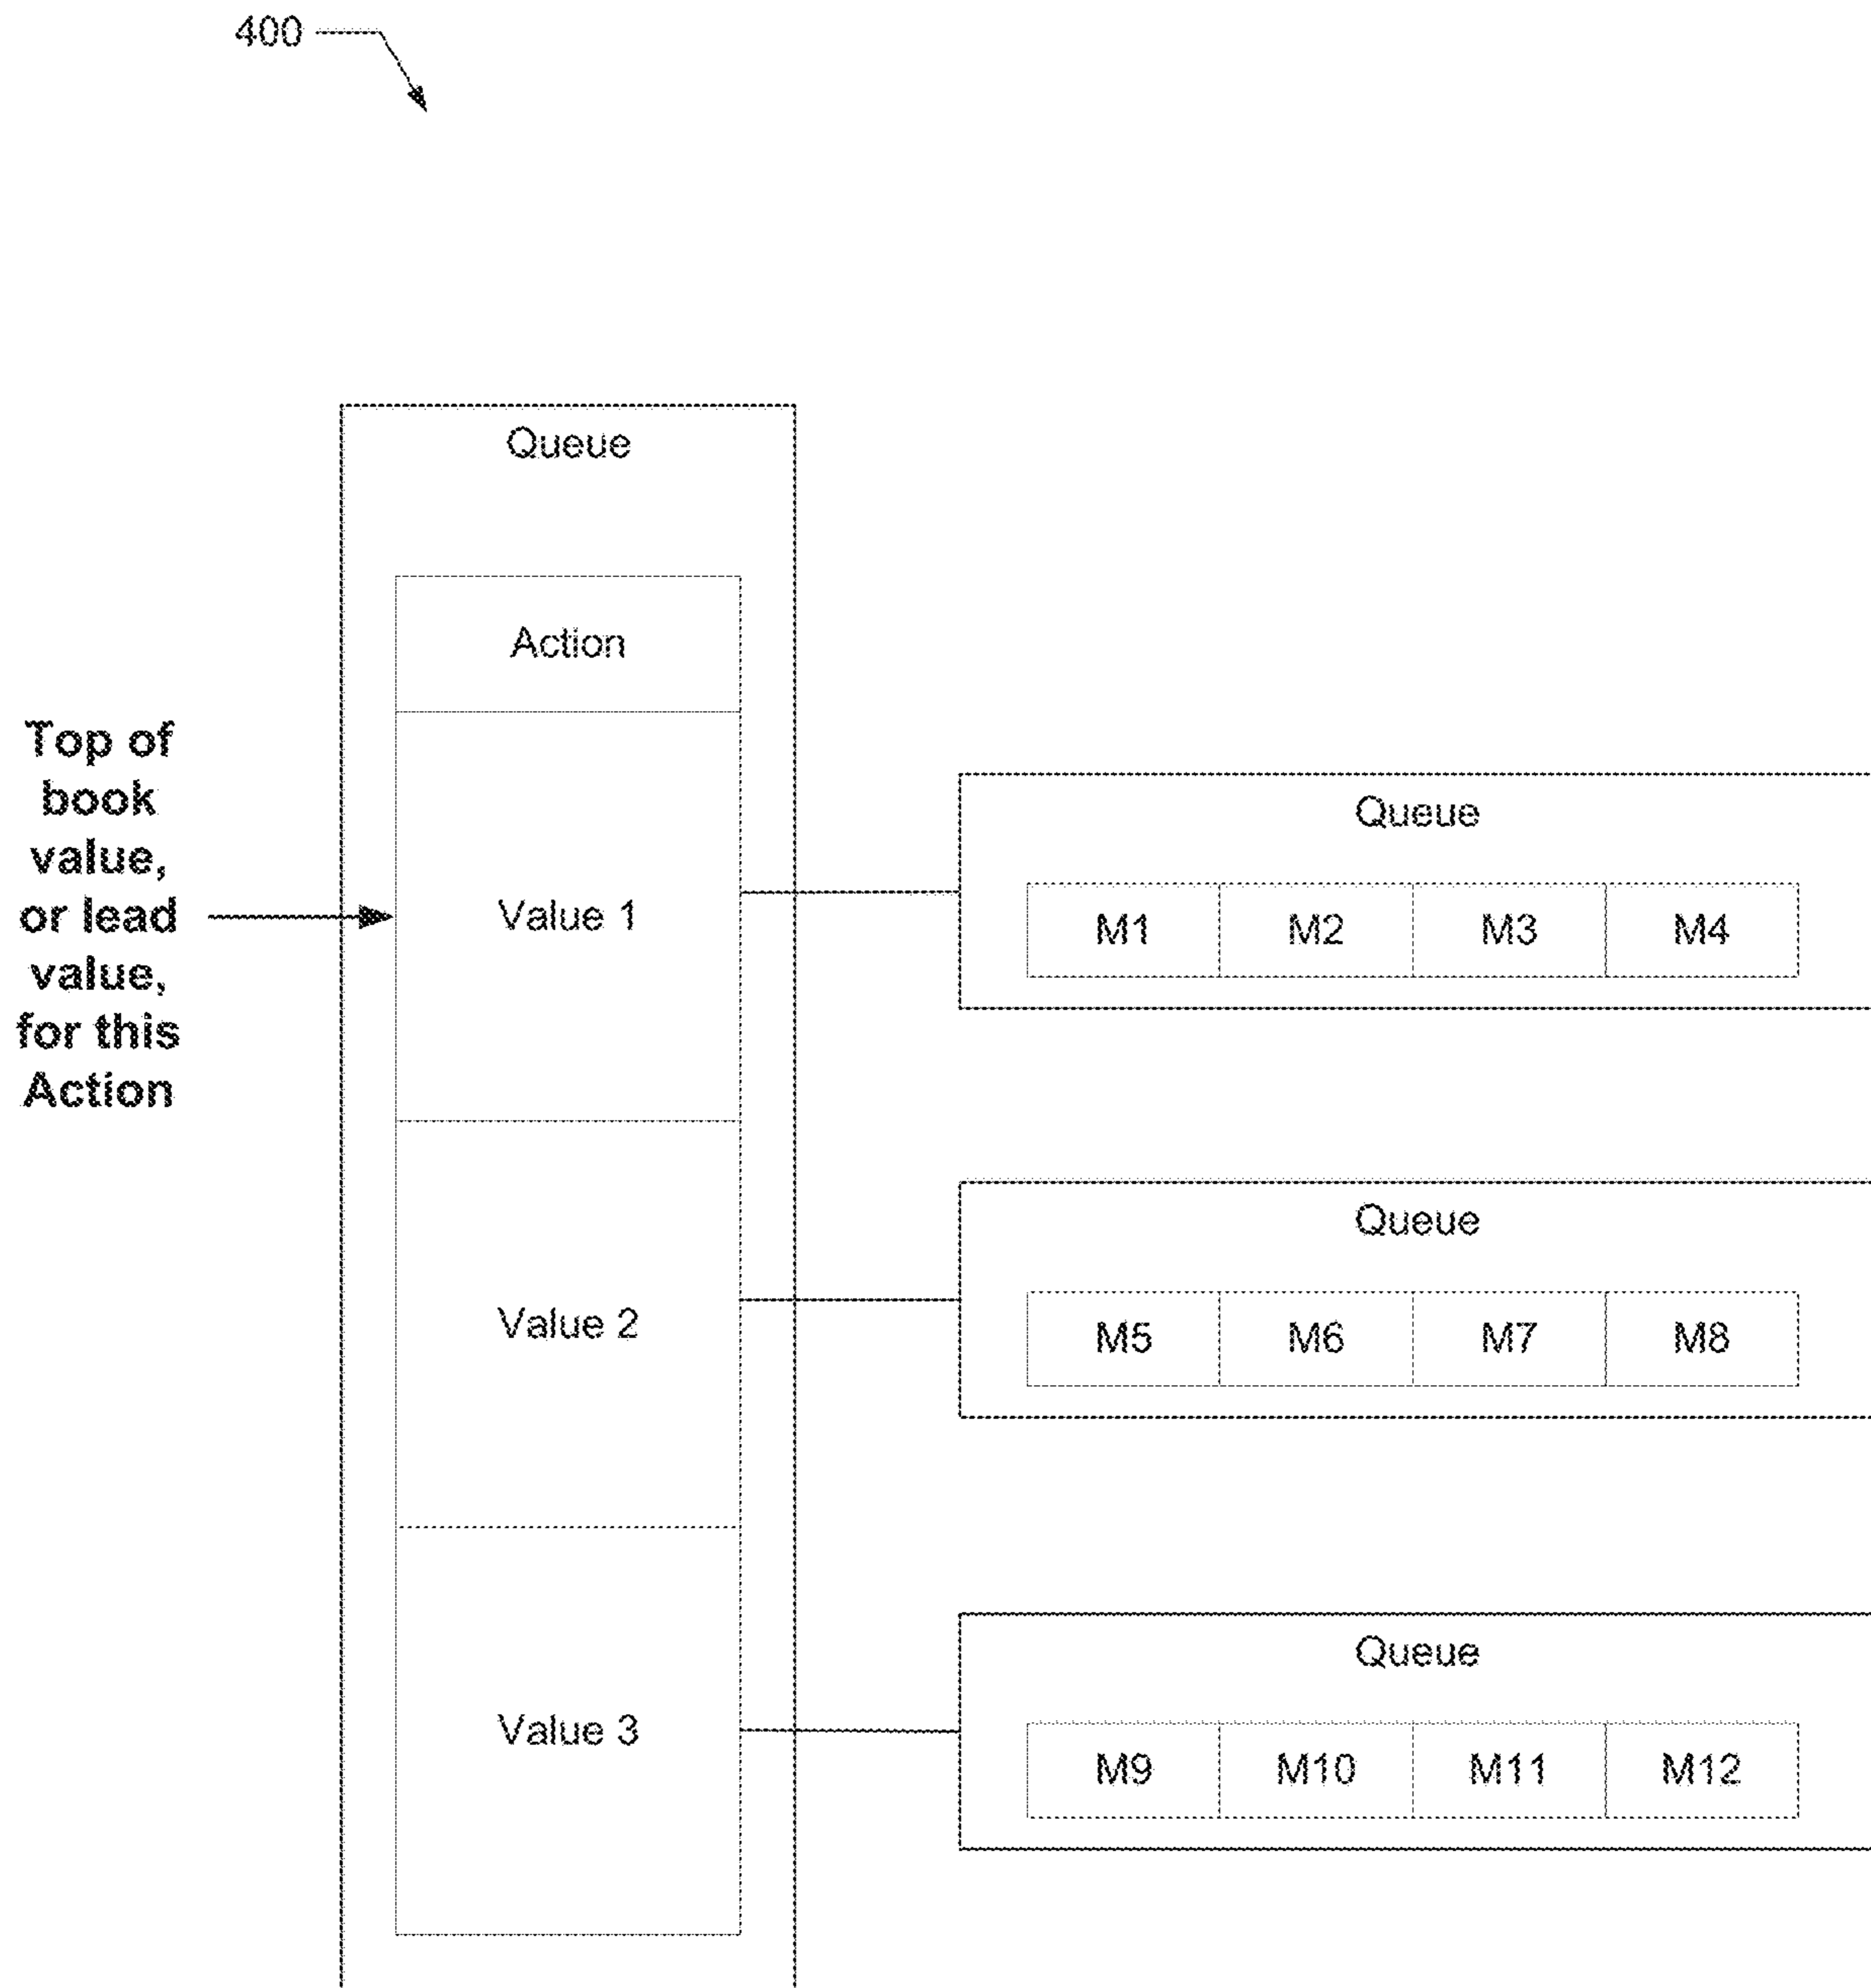 400
Queue
Action
Top of
book
value,
or lead
value,
for this
Action
Value 1
Queue
M1 M2 M3 M4
Value 2
Queue
M5 M6 M7 M8
Value 3
Queue
M9 M10 M11 M12